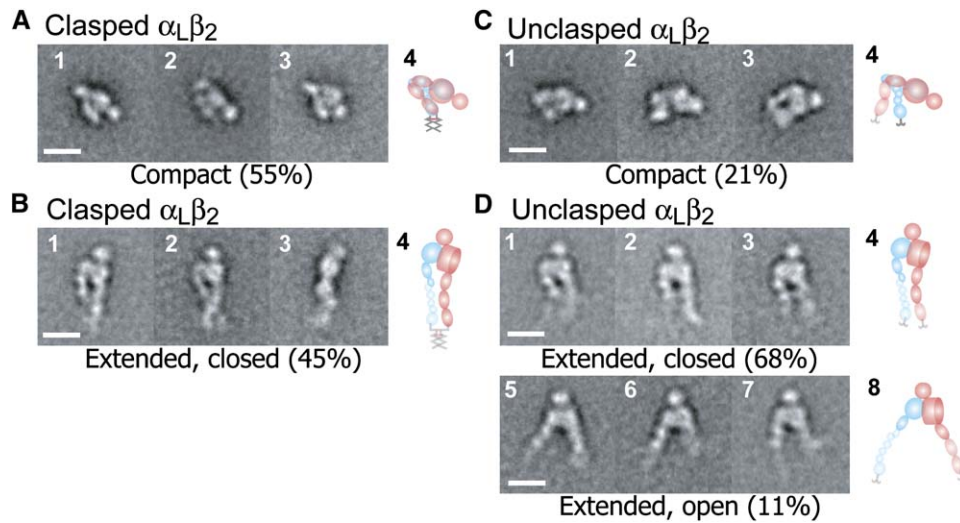 A Clasped αLβ2
1 2 3 4
Compact (55%)
B Clasped αLβ2
1 2 3 4
Extended, closed (45%)
C Unclasped αLβ2
1 2 3 4
Compact (21%)
D Unclasped αLβ2
1 2 3 4
Extended, closed (68%)
5 6 7 8
Extended, open (11%)